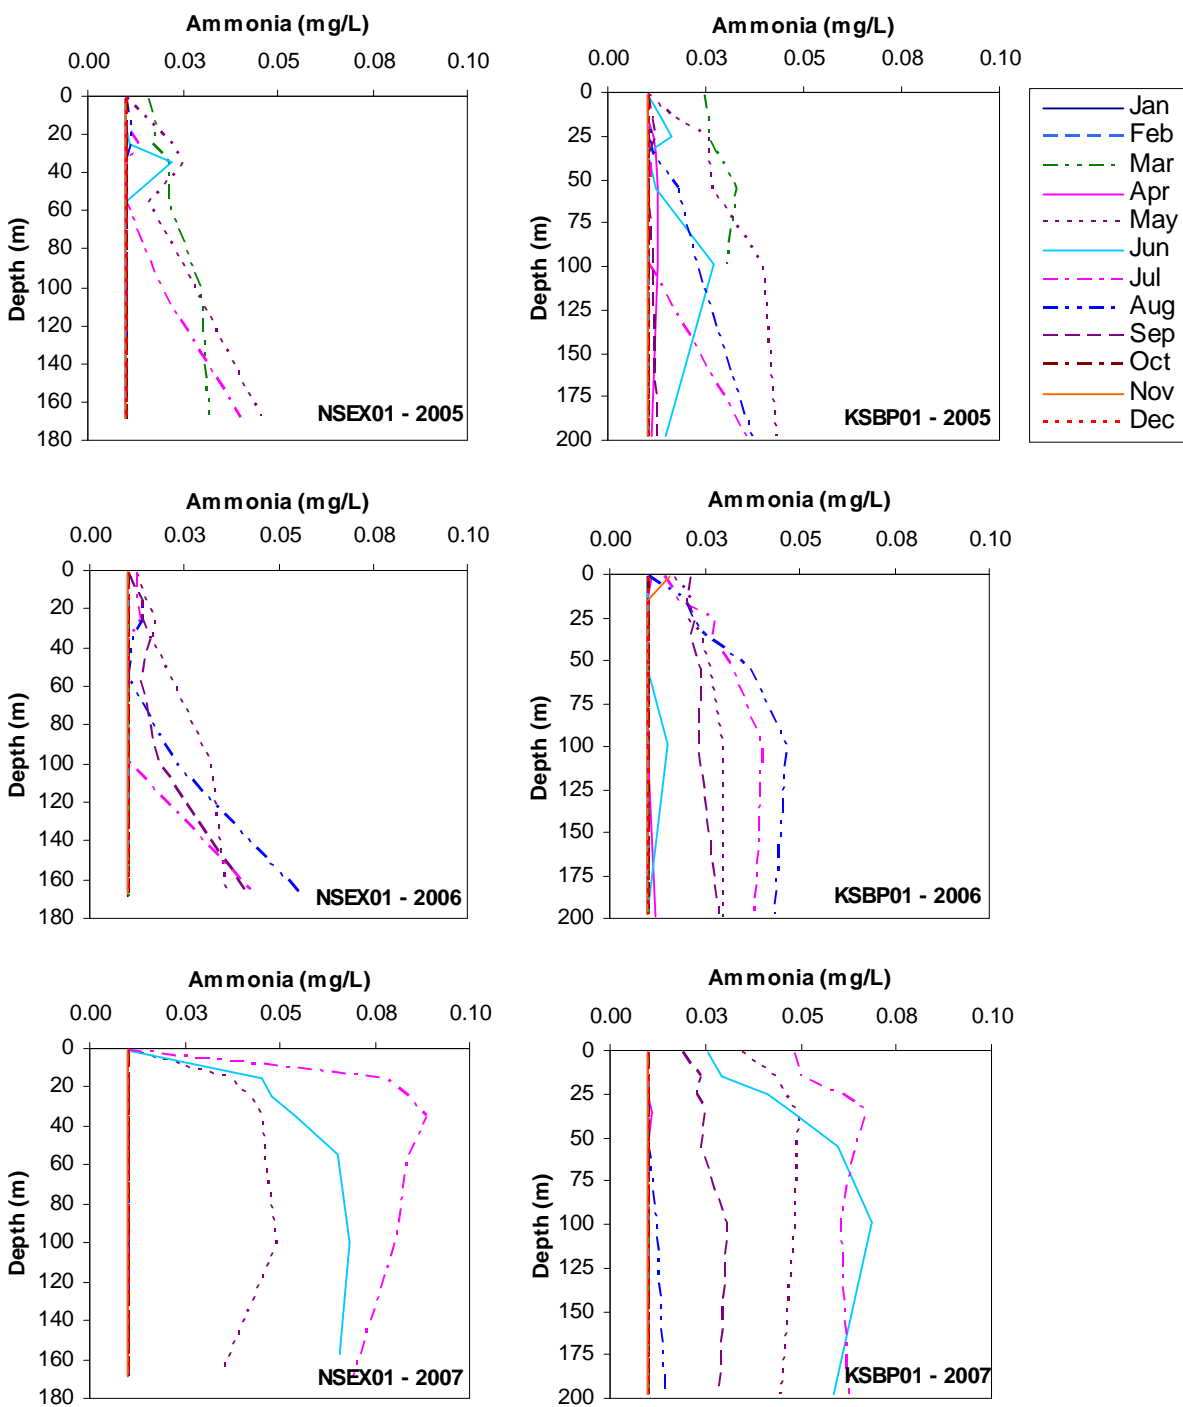 Ammonia (mg/L)
0.00 0.03 0.05 0.08 0.10
0
20
40
60
80
100
120
140
160
180
Depth (m)
NSEX01 - 2005
Ammonia (mg/L)
0.00 0.03 0.05 0.08 0.10
0
25
50
75
100
125
150
175
200
Depth (m)
KSBP01 - 2005
Jan
Feb
Mar
Apr
May
Jun
Jul
Aug
Sep
Oct
Nov
Dec
Ammonia (mg/L)
0.00 0.03 0.05 0.08 0.10
0
20
40
60
80
100
120
140
160
180
Depth (m)
NSEX01 - 2006
Ammonia (mg/L)
0.00 0.03 0.05 0.08 0.10
0
25
50
75
100
125
150
175
200
Depth (m)
KSBP01 - 2006
Ammonia (mg/L)
0.00 0.03 0.05 0.08 0.10
0
20
40
60
80
100
120
140
160
180
Depth (m)
NSEX01 - 2007
Ammonia (mg/L)
0.00 0.03 0.05 0.08 0.10
0
25
50
75
100
125
150
175
200
Depth (m)
KSBP01 - 2007